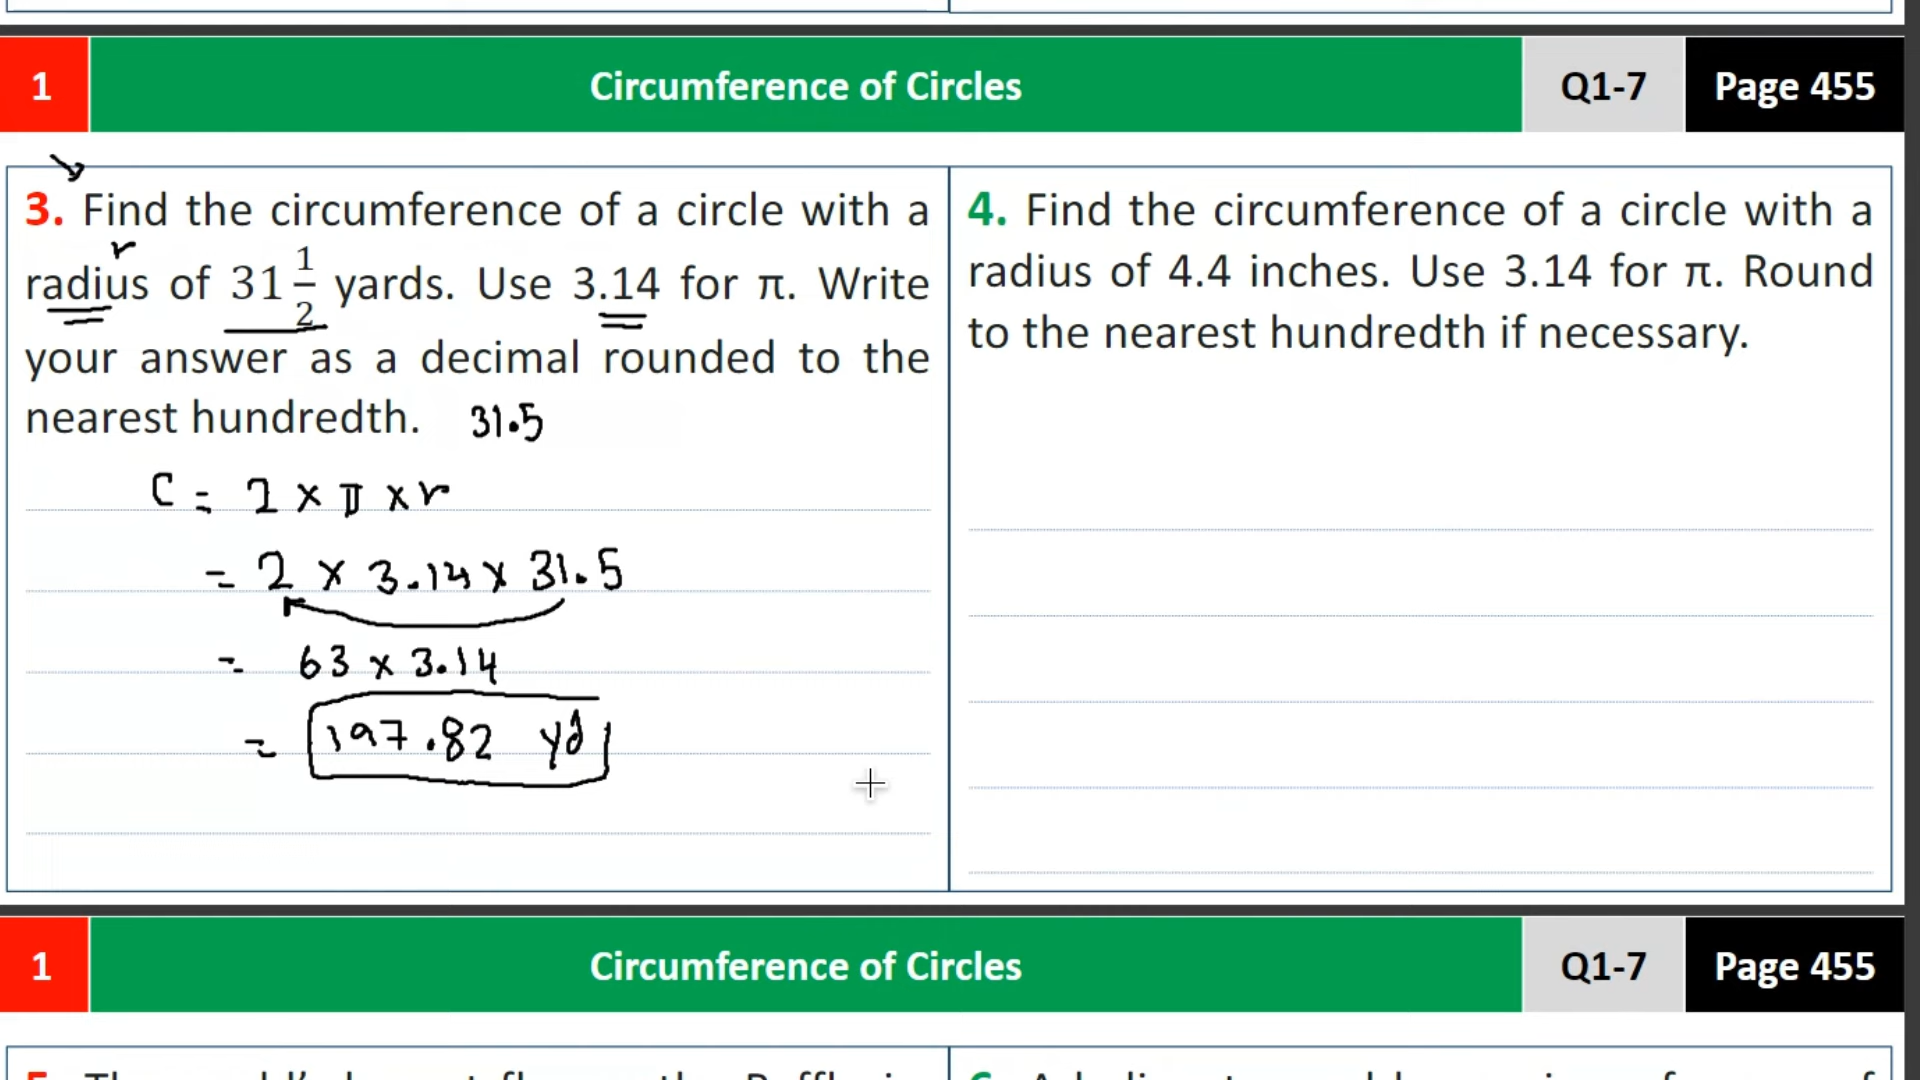 1 Circumference of Circles Q1-7 Page 455
3. Find the circumference of a circle with a
r
radius of 31 1/2 yards. Use 3.14 for π. Write
your answer as a decimal rounded to the
nearest hundredth. 31.5
C = 2 × π × r
= 2 × 3.14 × 31.5
= 63 × 3.14
= 197.82 yd
4. Find the circumference of a circle with a
radius of 4.4 inches. Use 3.14 for π. Round
to the nearest hundredth if necessary.
1 Circumference of Circles Q1-7 Page 455